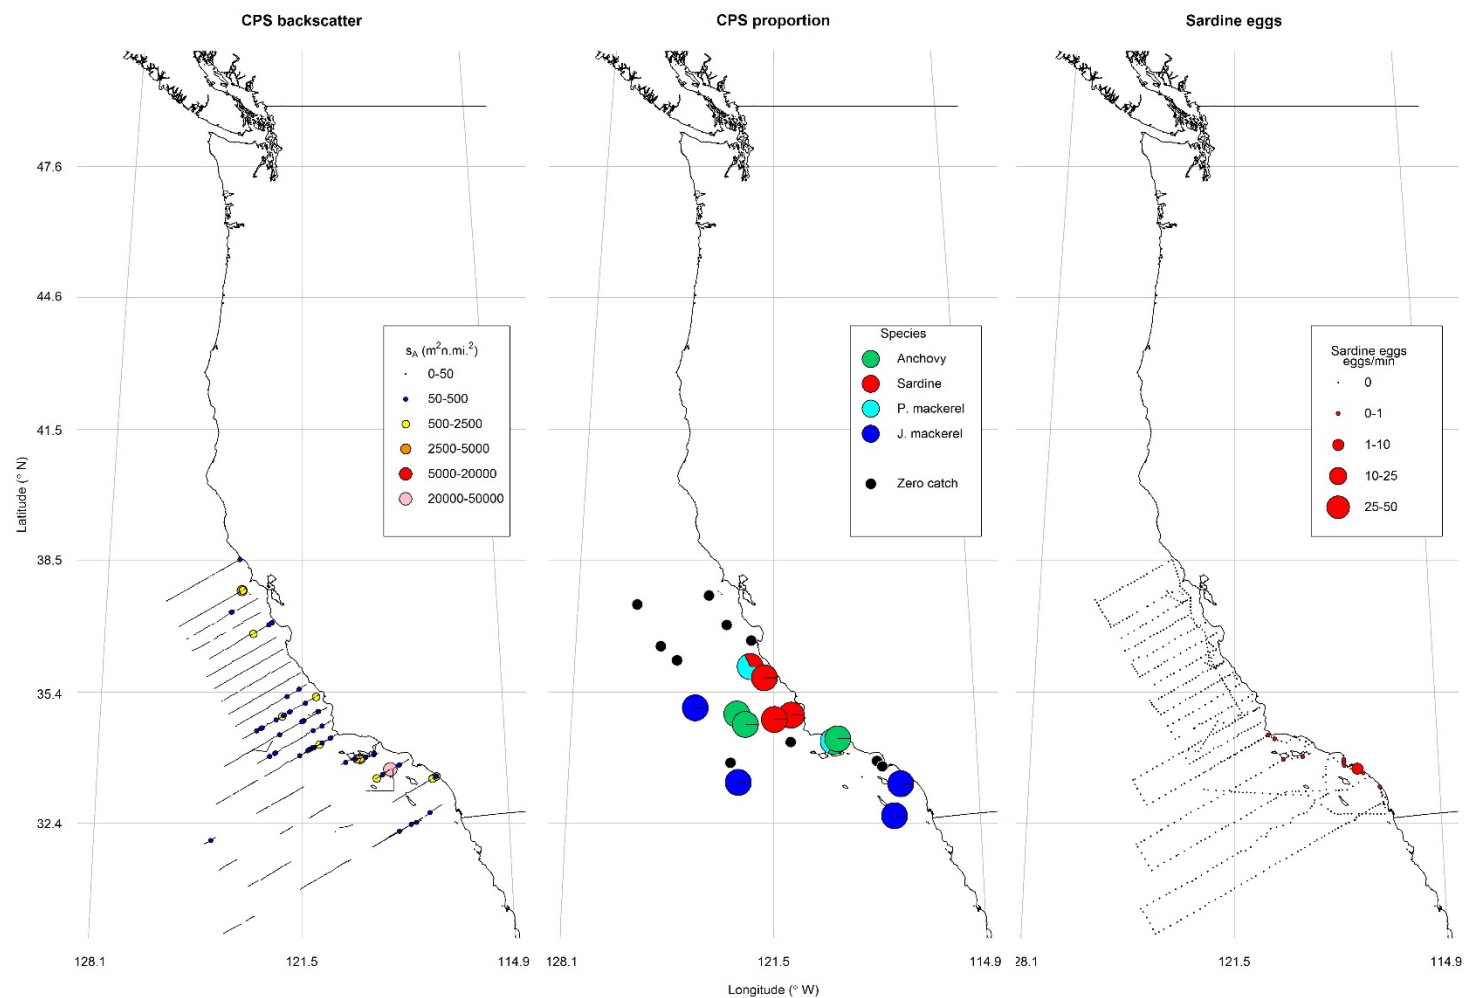 CPS backscatter
CPS proportion
Sardine eggs
47.6
44.6
41.5
38.5
35.4
32.4
Latitude (° N)
sA (m2n.mi.2)
0-50
50-500
500-2500
2500-5000
5000-20000
20000-50000
Species
Anchovy
Sardine
P. mackerel
J. mackerel
Zero catch
Sardine eggs
eggs/min
0
0-1
1-10
10-25
25-50
128.1
121.5
114.9
128.1
121.5
114.9
28.1
121.5
114.9
Longitude (° W)